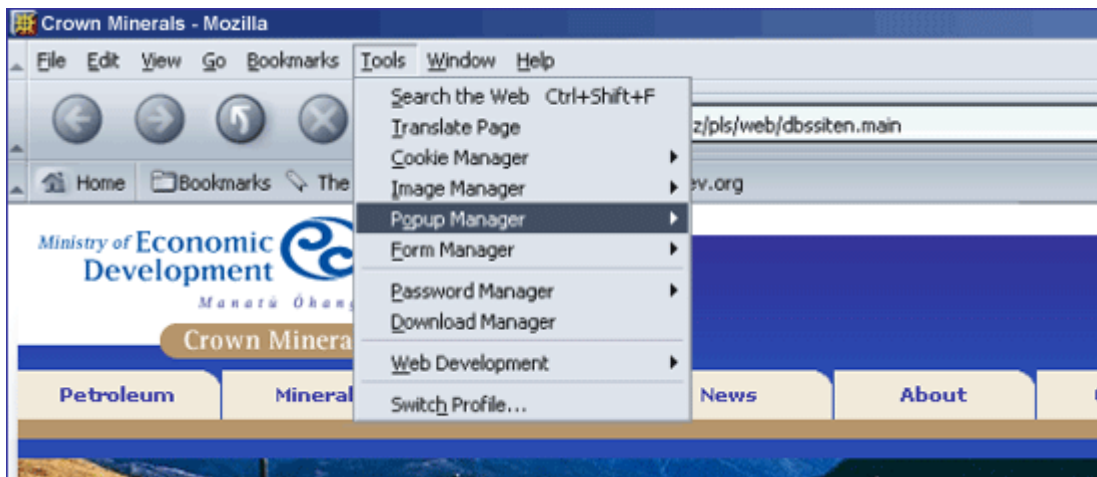 Crown Minerals - Mozilla
File Edit View Go Bookmarks Tools Window Help
Search the Web Ctrl+Shift+F
Translate Page
z/pls/web/dbssiten.main
Cookie Manager
Home Bookmarks The
Image Manager
ev.org
Popup Manager
Form Manager
Password Manager
Download Manager
Web Development
Switch Profile...
Ministry of Economic
Development
Manatū Ōhan
Crown Minera
Petroleum Mineral News About